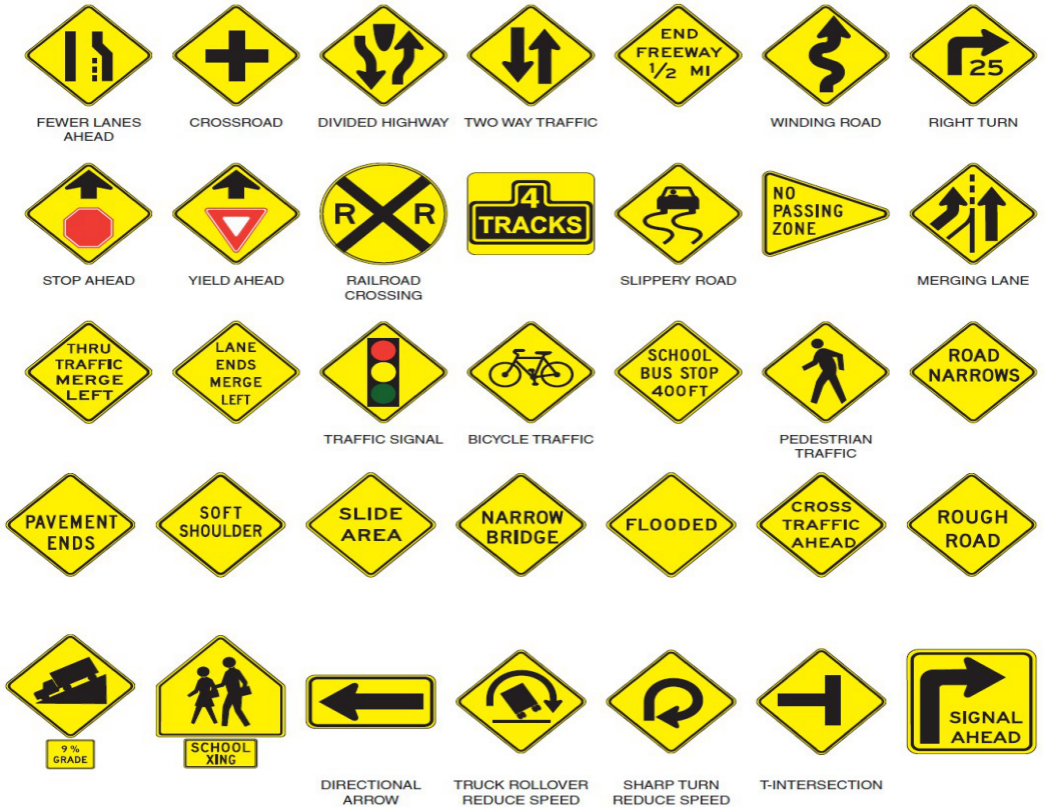 END
FREEWAY
1/2 MI
25
FEWER LANES
AHEAD
CROSSROAD
DIVIDED HIGHWAY
TWO WAY TRAFFIC
WINDING ROAD
RIGHT TURN
R R
4
TRACKS
NO
PASSING
ZONE
STOP AHEAD
YIELD AHEAD
RAILROAD
CROSSING
SLIPPERY ROAD
MERGING LANE
THRU
TRAFFIC
MERGE
LEFT
LANE
ENDS
MERGE
LEFT
SCHOOL
BUS STOP
400FT
ROAD
NARROWS
TRAFFIC SIGNAL
BICYCLE TRAFFIC
PEDESTRIAN
TRAFFIC
PAVEMENT
ENDS
SOFT
SHOULDER
SLIDE
AREA
NARROW
BRIDGE
FLOODED
CROSS
TRAFFIC
AHEAD
ROUGH
ROAD
9%
GRADE
SCHOOL
XING
SIGNAL
AHEAD
DIRECTIONAL
ARROW
TRUCK ROLLOVER
REDUCE SPEED
SHARP TURN
REDUCE SPEED
T-INTERSECTION